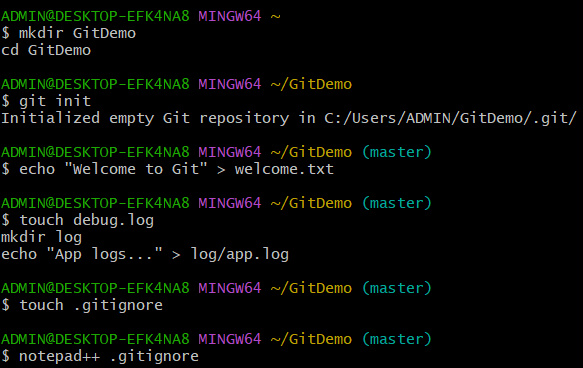 ADMIN@DESKTOP-EFK4NA8 MINGW64 ~
$ mkdir GitDemo
cd GitDemo
ADMIN@DESKTOP-EFK4NA8 MINGW64 ~/GitDemo
$ git init
Initialized empty Git repository in C:/Users/ADMIN/GitDemo/.git/
ADMIN@DESKTOP-EFK4NA8 MINGW64 ~/GitDemo (master)
$ echo "Welcome to Git" > welcome.txt
ADMIN@DESKTOP-EFK4NA8 MINGW64 ~/GitDemo (master)
$ touch debug.log
mkdir log
echo "App logs..." > log/app.log
ADMIN@DESKTOP-EFK4NA8 MINGW64 ~/GitDemo (master)
$ touch .gitignore
ADMIN@DESKTOP-EFK4NA8 MINGW64 ~/GitDemo (master)
$ notepad++ .gitignore